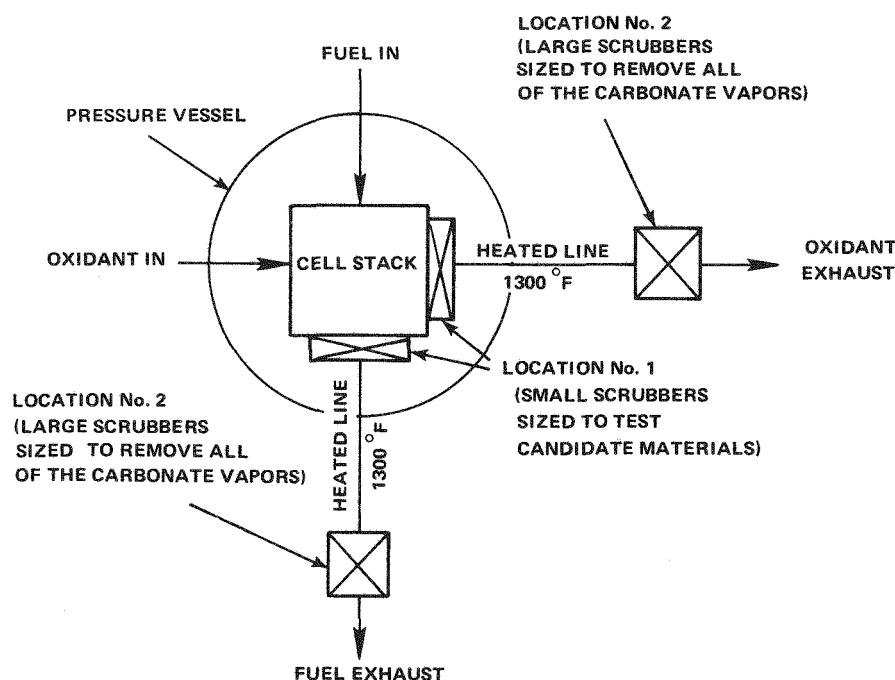 LOCATION No. 2
(LARGE SCRUBBERS
SIZED TO REMOVE ALL
OF THE CARBONATE VAPORS)
FUEL IN
PRESSURE VESSEL
OXIDANT IN
CELL STACK
HEATED LINE
1300 °F
OXIDANT
EXHAUST
LOCATION No. 1
(SMALL SCRUBBERS
SIZED TO TEST
CANDIDATE MATERIALS)
LOCATION No. 2
(LARGE SCRUBBERS
SIZED TO REMOVE ALL
OF THE CARBONATE VAPORS)
HEATED LINE
1300 °F
FUEL EXHAUST